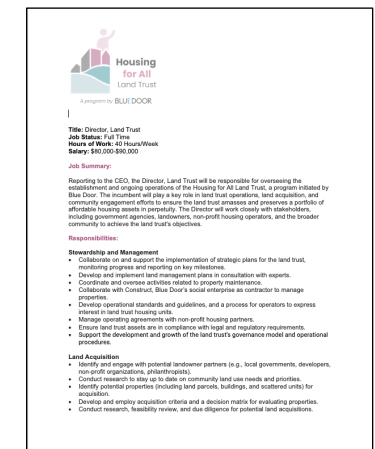 Housing
for All
Land Trust
A program by BLUE DOOR
Title: Director, Land Trust
Job Status: Full Time
Hours of Work: 40 Hours/Week
Salary: $80,000-$90,000
Job Summary:
Reporting to the CEO, the Director, Land Trust will be responsible for overseeing the
establishment and ongoing operations of the Housing for All Land Trust, a program initiated by
Blue Door. The incumbent will play a key role in land trust operations, land acquisition, and
community engagement efforts to ensure the land trust amasses and preserves a portfolio of
affordable housing assets in perpetuity. The Director will work closely with stakeholders,
including government agencies, landowners, non-profit housing operators, and the broader
community to achieve the land trust's objectives.
Responsibilities:
Stewardship and Management
• Collaborate on and support the implementation of strategic plans for the land trust,
monitoring progress and reporting on key milestones.
• Develop and implement land management plans in consultation with experts.
• Coordinate and oversee activities related to property maintenance.
• Collaborate with Construct, Blue Door's social enterprise as contractor to manage
properties.
• Develop operational standards and guidelines, and a process for operators to express
interest in land trust housing units.
• Manage operating agreements with non-profit housing partners.
• Ensure land trust assets are in compliance with legal and regulatory requirements.
• Support the development and growth of the land trust's governance model and operational
procedures.
Land Acquisition
• Identify and engage with potential landowner partners (e.g., local governments, developers,
non-profit organizations, philanthropists).
• Conduct research to stay up to date on community land use needs and priorities.
• Identify potential properties (including land parcels, buildings, and scattered units) for
acquisition.
• Develop and employ acquisition criteria and a decision matrix for evaluating properties.
• Conduct research, feasibility review, and due diligence for potential land acquisitions.